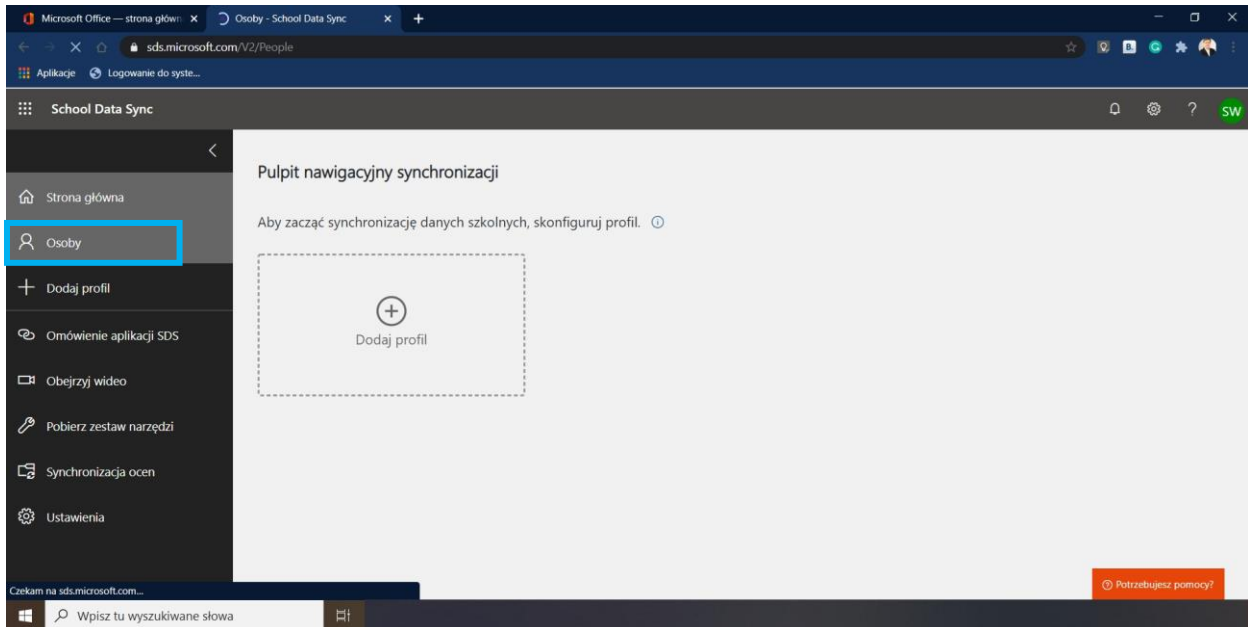 Microsoft Office — strona główn
Osoby - School Data Sync
sds.microsoft.com/V2/People
Aplikacje
Logowanie do syste...
School Data Sync
SW
Strona główna
Osoby
Dodaj profil
Omówienie aplikacji SDS
Obejrzyj wideo
Pobierz zestaw narzędzi
Synchronizacja ocen
Ustawienia
Pulpit nawigacyjny synchronizacji
Aby zacząć synchronizację danych szkolnych, skonfiguruj profil.
Dodaj profil
Potrzebujesz pomocy?
Czekam na sds.microsoft.com...
Wpisz tu wyszukiwane słowa